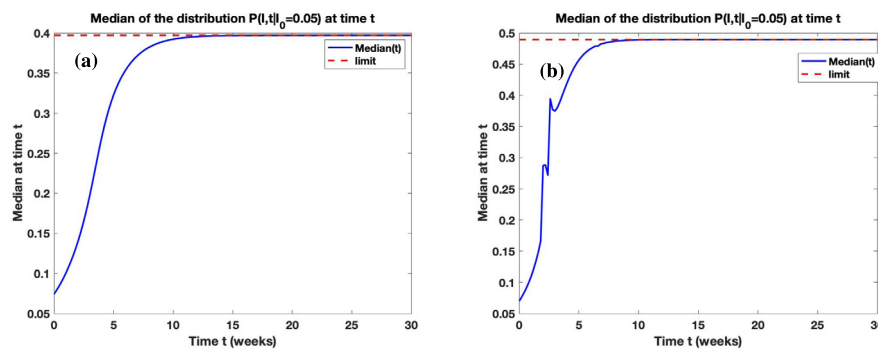 Median of the distribution P(I,t|I0=0.05) at time t
(a)
Median(t)
limit
Median at time t
0.4
0.35
0.3
0.25
0.2
0.15
0.1
0.05
0 5 10 15 20 25 30
Time t (weeks)
Median of the distribution P(I,t|I0=0.05) at time t
(b)
Median(t)
limit
Median at time t
0.5
0.45
0.4
0.35
0.3
0.25
0.2
0.15
0.1
0.05
0 5 10 15 20 25 30
Time t (weeks)